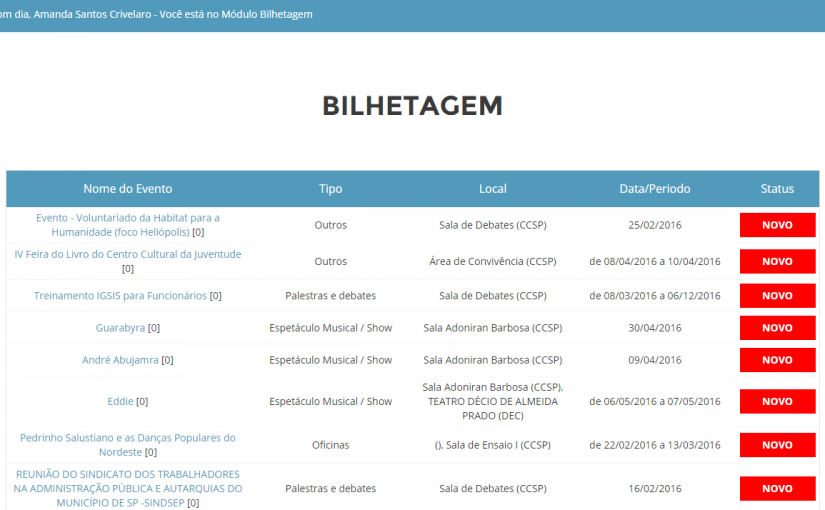 om dia, Amanda Santos Crivelaro - Você está no Módulo Bilhetagem
BILHETAGEM
Nome do Evento Tipo Local Data/Periodo Status
Evento - Voluntariado da Habitat para a
Humanidade (foco Heliópolis) [0] Outros Sala de Debates (CCSP) 25/02/2016 NOVO
IV Feira do Livro do Centro Cultural da Juventude
[0] Outros Área de Convivência (CCSP) de 08/04/2016 a 10/04/2016 NOVO
Treinamento IGSIS para Funcionários [0] Palestras e debates Sala de Debates (CCSP) de 08/03/2016 a 06/12/2016 NOVO
Guarabyra [0] Espetáculo Musical / Show Sala Adoniran Barbosa (CCSP) 30/04/2016 NOVO
André Abujamra [0] Espetáculo Musical / Show Sala Adoniran Barbosa (CCSP) 09/04/2016 NOVO
Eddie [0] Espetáculo Musical / Show Sala Adoniran Barbosa (CCSP),
TEATRO DÉCIO DE ALMEIDA
PRADO (DEC) de 06/05/2016 a 07/05/2016 NOVO
Pedrinho Salustiano e as Danças Populares do
Nordeste [0] Oficinas (), Sala de Ensaio I (CCSP) de 22/02/2016 a 13/03/2016 NOVO
REUNIÃO DO SINDICATO DOS TRABALHADORES
NA ADMINISTRAÇÃO PÚBLICA E AUTARQUIAS DO
MUNICÍPIO DE SP -SINDSEP [0] Palestras e debates Sala de Debates (CCSP) 16/02/2016 NOVO